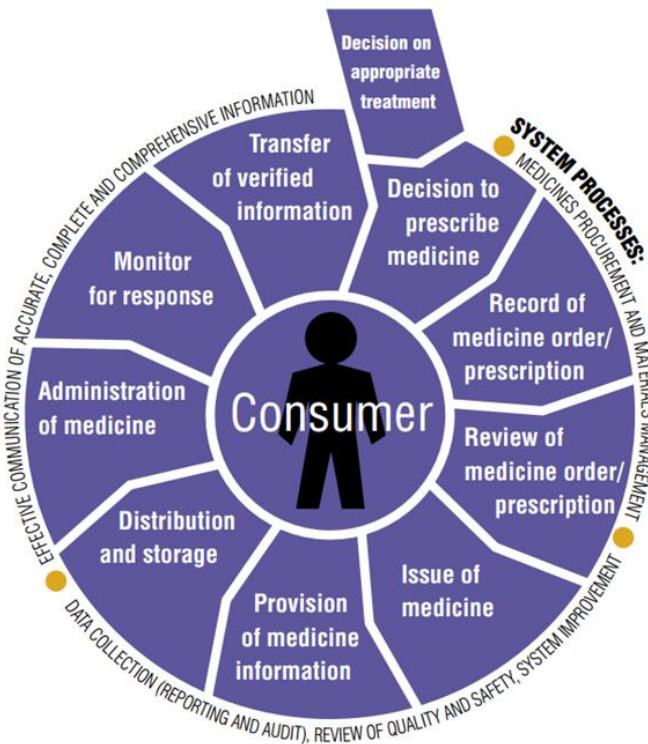 Decision on
appropriate
treatment
Decision to
prescribe
medicine
Record of
medicine order/
prescription
Review of
medicine order/
prescription
Issue of
medicine
Provision
of medicine
information
Distribution
and storage
Administration
of medicine
Monitor
for response
Transfer
of verified
information
Consumer
SYSTEM PROCESSES:
MEDICINES PROCUREMENT AND MATERIALS MANAGEMENT
DATA COLLECTION (REPORTING AND AUDIT), REVIEW OF QUALITY AND SAFETY, SYSTEM IMPROVEMENT
EFFECTIVE COMMUNICATION OF ACCURATE, COMPLETE AND COMPREHENSIVE INFORMATION